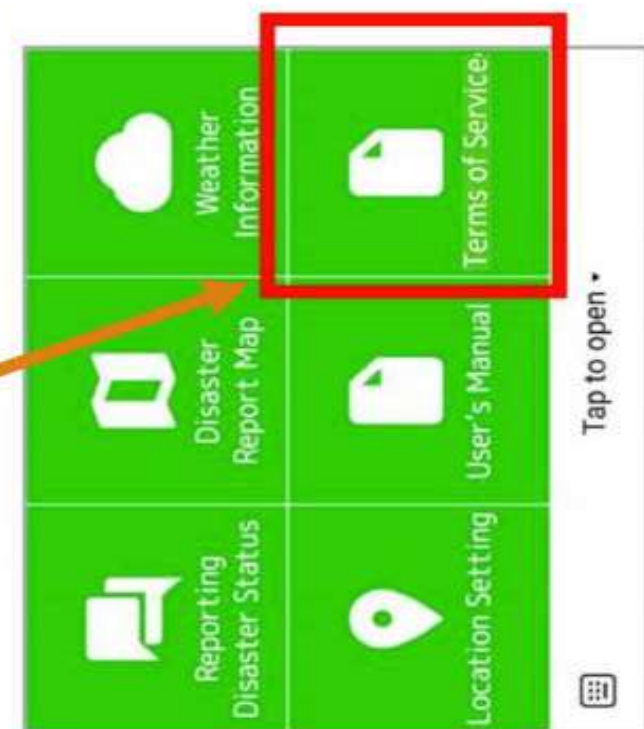 Reporting
Disaster Status
Disaster
Report Map
Weather
Information
Location Setting
User's Manual
Terms of Service
Tap to open